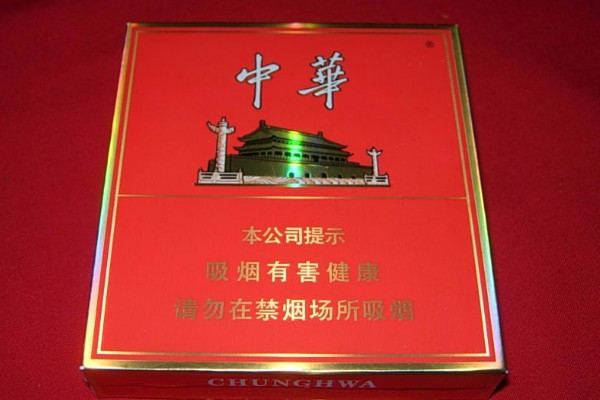 中華
®
本公司提示
吸烟有害健康
请勿在禁烟场所吸烟
CHUNGHWA